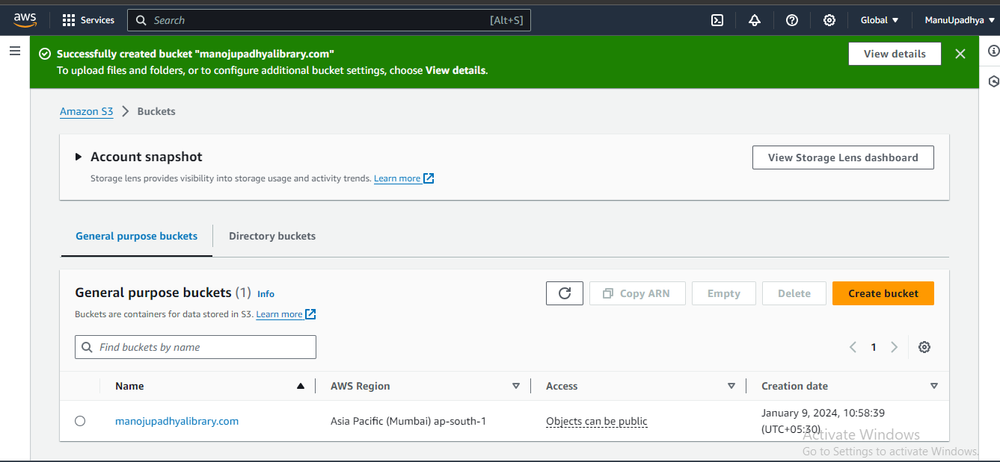 aws Services Search [Alt+S] Global ManuUpadhya
Successfully created bucket "manojupadhyalibrary.com"
To upload files and folders, or to configure additional bucket settings, choose View details.
View details
Amazon S3 Buckets
Account snapshot
View Storage Lens dashboard
Storage lens provides visibility into storage usage and activity trends. Learn more
General purpose buckets Directory buckets
General purpose buckets (1) Info
Copy ARN Empty Delete Create bucket
Buckets are containers for data stored in S3. Learn more
Find buckets by name
1
Name AWS Region Access Creation date
manojupadhyalibrary.com Asia Pacific (Mumbai) ap-south-1 Objects can be public January 9, 2024, 10:58:39
(UTC+05:30)
Activate Windows
Go to Settings to activate Windows.